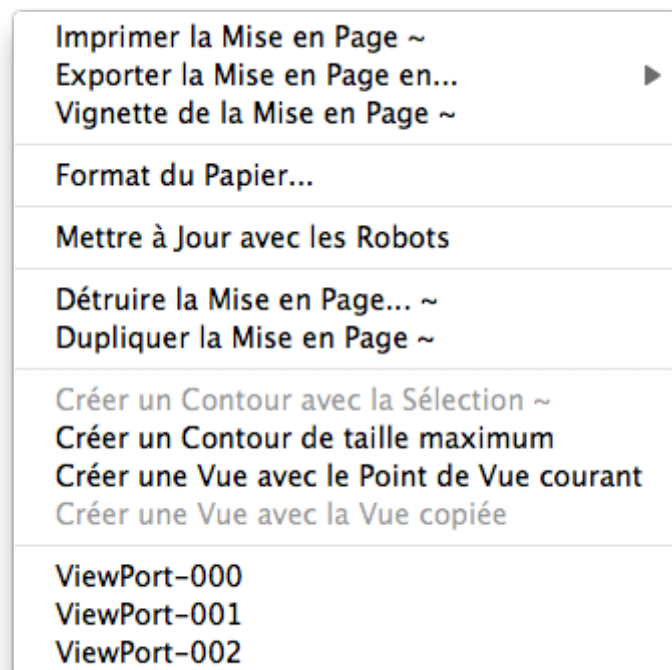 Imprimer la Mise en Page ~
Exporter la Mise en Page en...
Vignette de la Mise en Page ~
Format du Papier...
Mettre à Jour avec les Robots
Détruire la Mise en Page... ~
Dupliquer la Mise en Page ~
Créer un Contour avec la Sélection ~
Créer un Contour de taille maximum
Créer une Vue avec le Point de Vue courant
Créer une Vue avec la Vue copiée
ViewPort-000
ViewPort-001
ViewPort-002